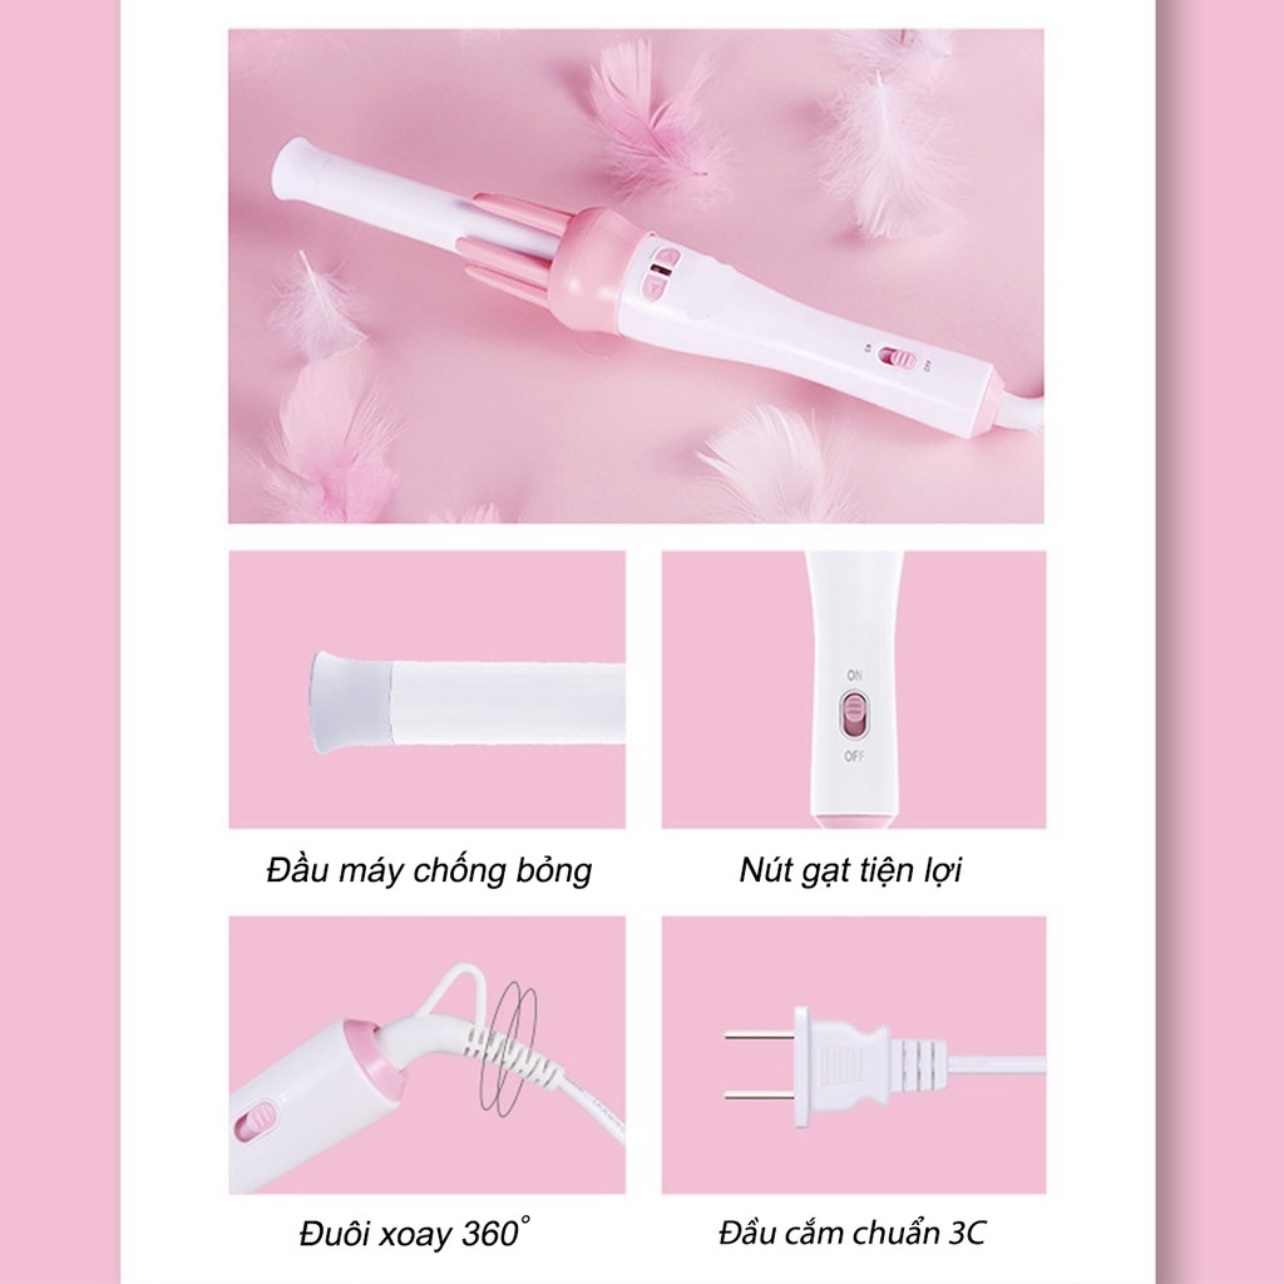 ON
OFF
Đầu máy chống bỏng
Nút gạt tiện lợi
Đuôi xoay 360°
Đầu cắm chuẩn 3C